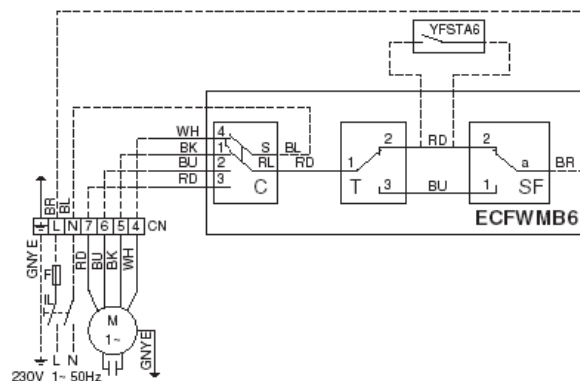 YFSTA6
WH
BK
BU
RD
4
1
2
3
S
RL
C
BL
RD
1
2
3
T
RD
BU
2
1
a
SF
BR
ECFWMB6
BR
BL
L N 7 6 5 4 CN
GNYE
F
IL
RD
BU
BK
WH
M
1~
GNYE
L N
230V 1~ 50Hz